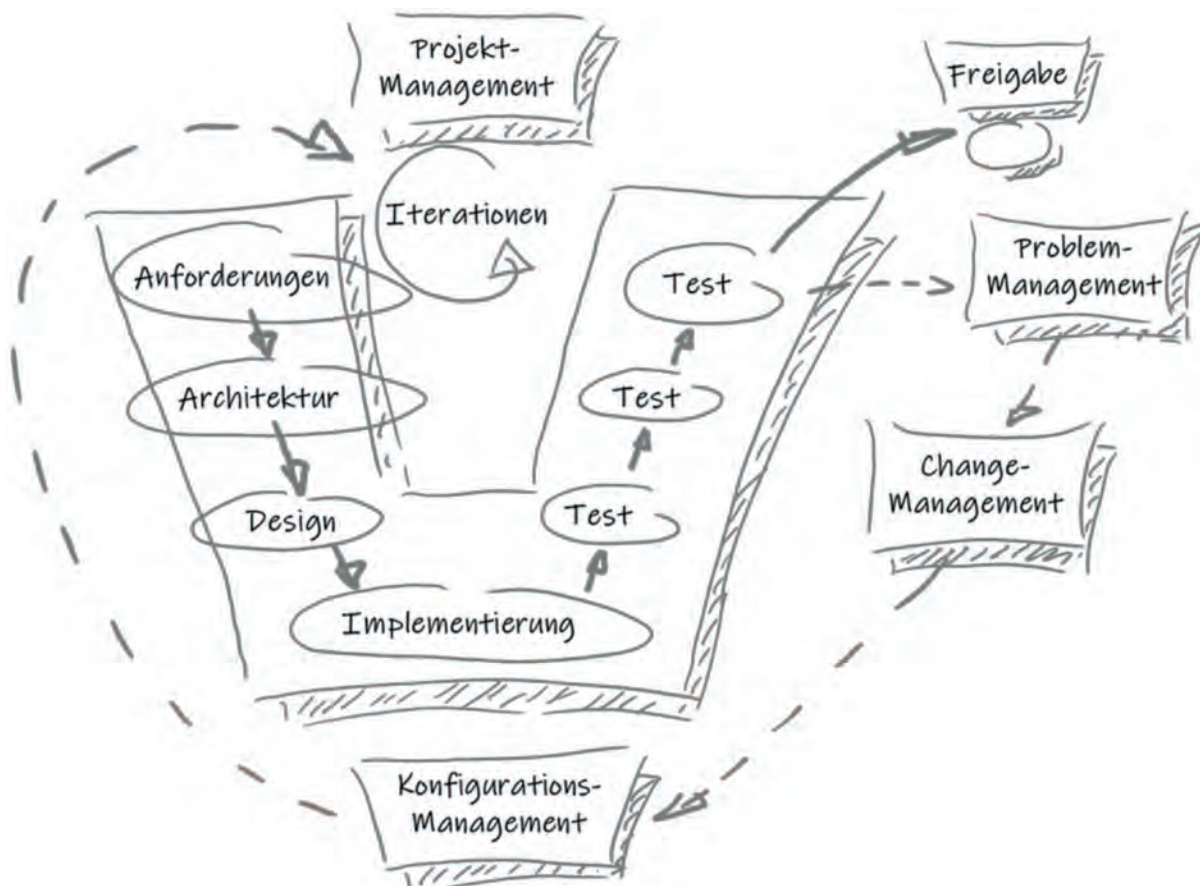 Projekt-
Management
Freigabe
Iterationen
Anforderungen
Test
Problem-
Management
Architektur
Test
Change-
Management
Design
Test
Implementierung
Konfigurations-
Management